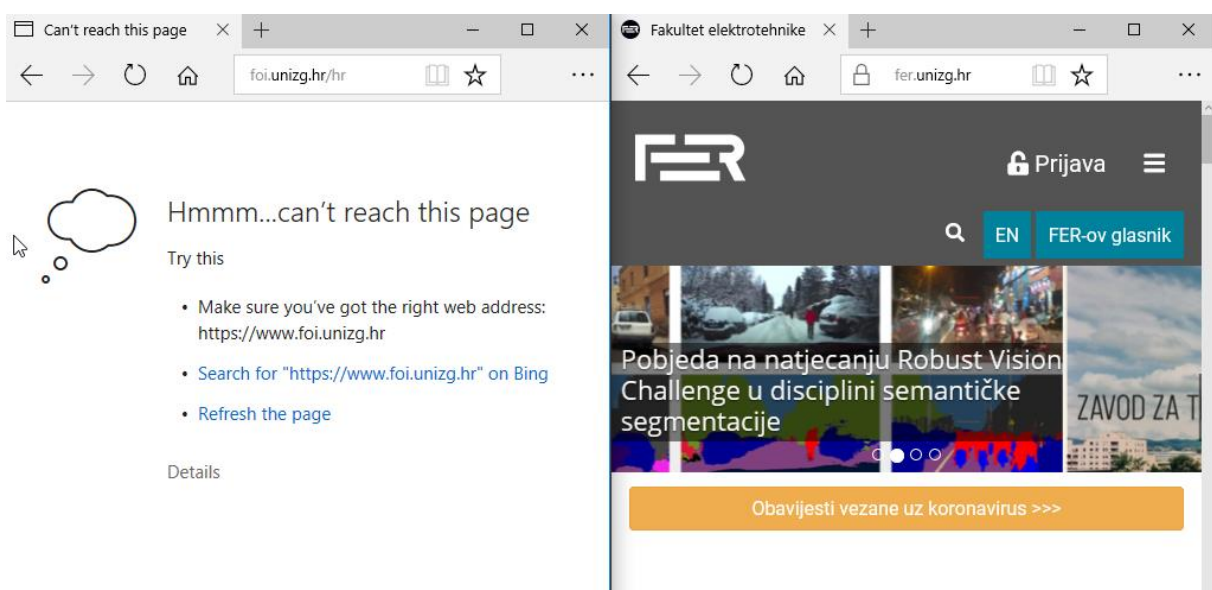 Can't reach this page
foi.unizg.hr/hr
Hmmm...can't reach this page
Try this
• Make sure you've got the right web address:
https://www.foi.unizg.hr
• Search for "https://www.foi.unizg.hr" on Bing
• Refresh the page
Details
FER Fakultet elektrotehnike
fer.unizg.hr
FER
Prijava
EN FER-ov glasnik
Pobjeda na natjecanju Robust Vision
Challenge u disciplini semantičke
segmentacije
ZAVOD ZA T
Obavijesti vezane uz koronavirus >>>